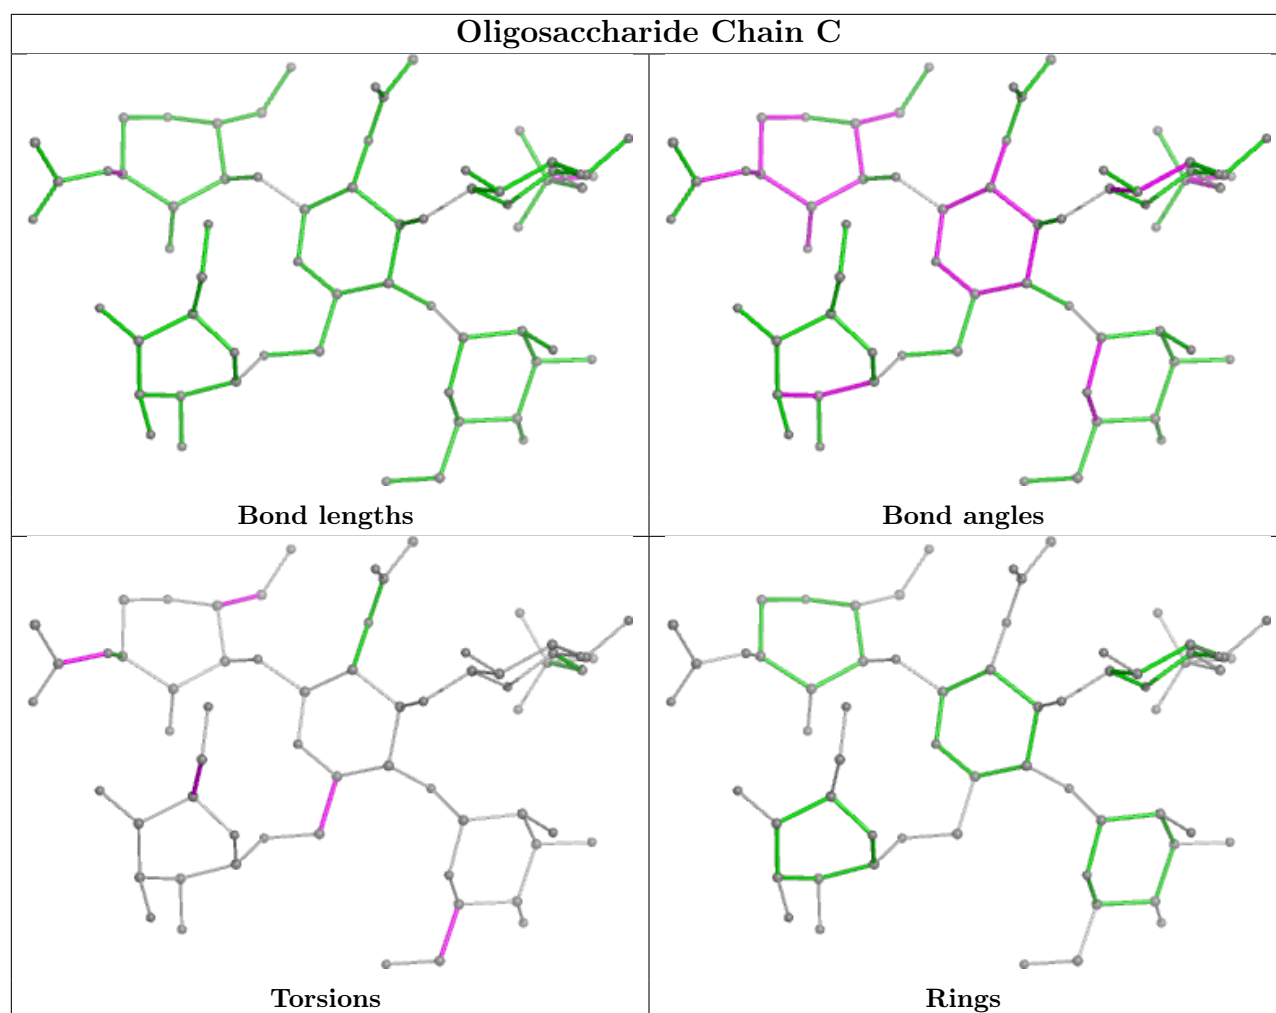 Oligosaccharide Chain C
Bond lengths
Bond angles
Torsions
Rings